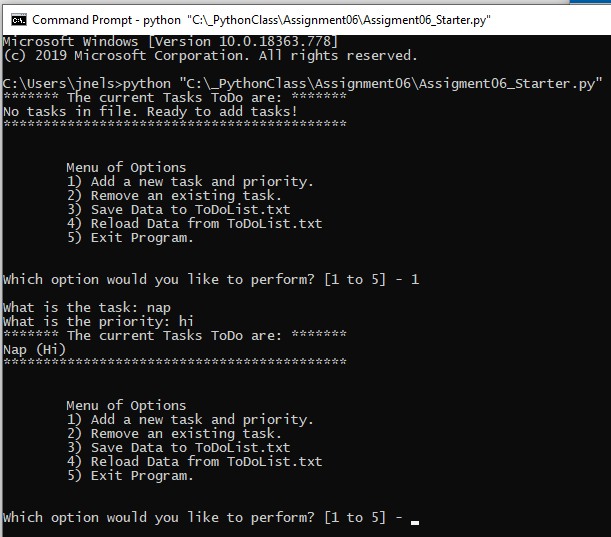 Command Prompt - python "C:\_PythonClass\Assignment06\Assigment06_Starter.py"
Microsoft Windows [Version 10.0.18363.778]
(c) 2019 Microsoft Corporation. All rights reserved.
C:\Users\jnels>python "C:\_PythonClass\Assignment06\Assigment06_Starter.py"
******* The current Tasks ToDo are: *******
No tasks in file. Ready to add tasks!
*******************************************
Menu of Options
1) Add a new task and priority.
2) Remove an existing task.
3) Save Data to ToDoList.txt
4) Reload Data from ToDoList.txt
5) Exit Program.
Which option would you like to perform? [1 to 5] - 1
What is the task: nap
What is the priority: hi
******* The current Tasks ToDo are: *******
Nap (Hi)
*******************************************
Menu of Options
1) Add a new task and priority.
2) Remove an existing task.
3) Save Data to ToDoList.txt
4) Reload Data from ToDoList.txt
5) Exit Program.
Which option would you like to perform? [1 to 5] - _